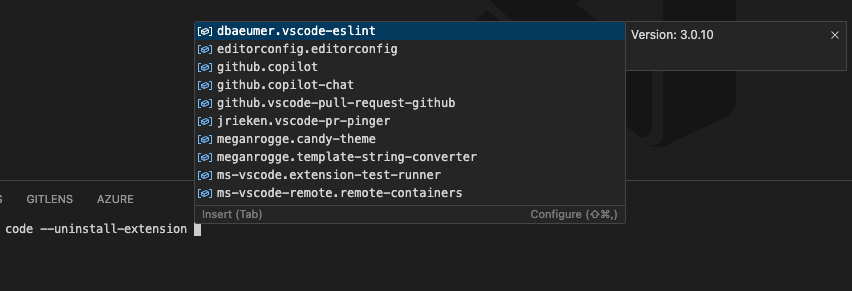 dbaeumer.vscode-eslint
Version: 3.0.10
editorconfig.editorconfig
github.copilot
github.copilot-chat
github.vscode-pull-request-github
jrieken.vscode-pr-pinger
meganrogge.candy-theme
meganrogge.template-string-converter
ms-vscode.extension-test-runner
ms-vscode-remote.remote-containers
Insert (Tab)
Configure (⇧⌘,)
GITLENS
AZURE
code --uninstall-extension